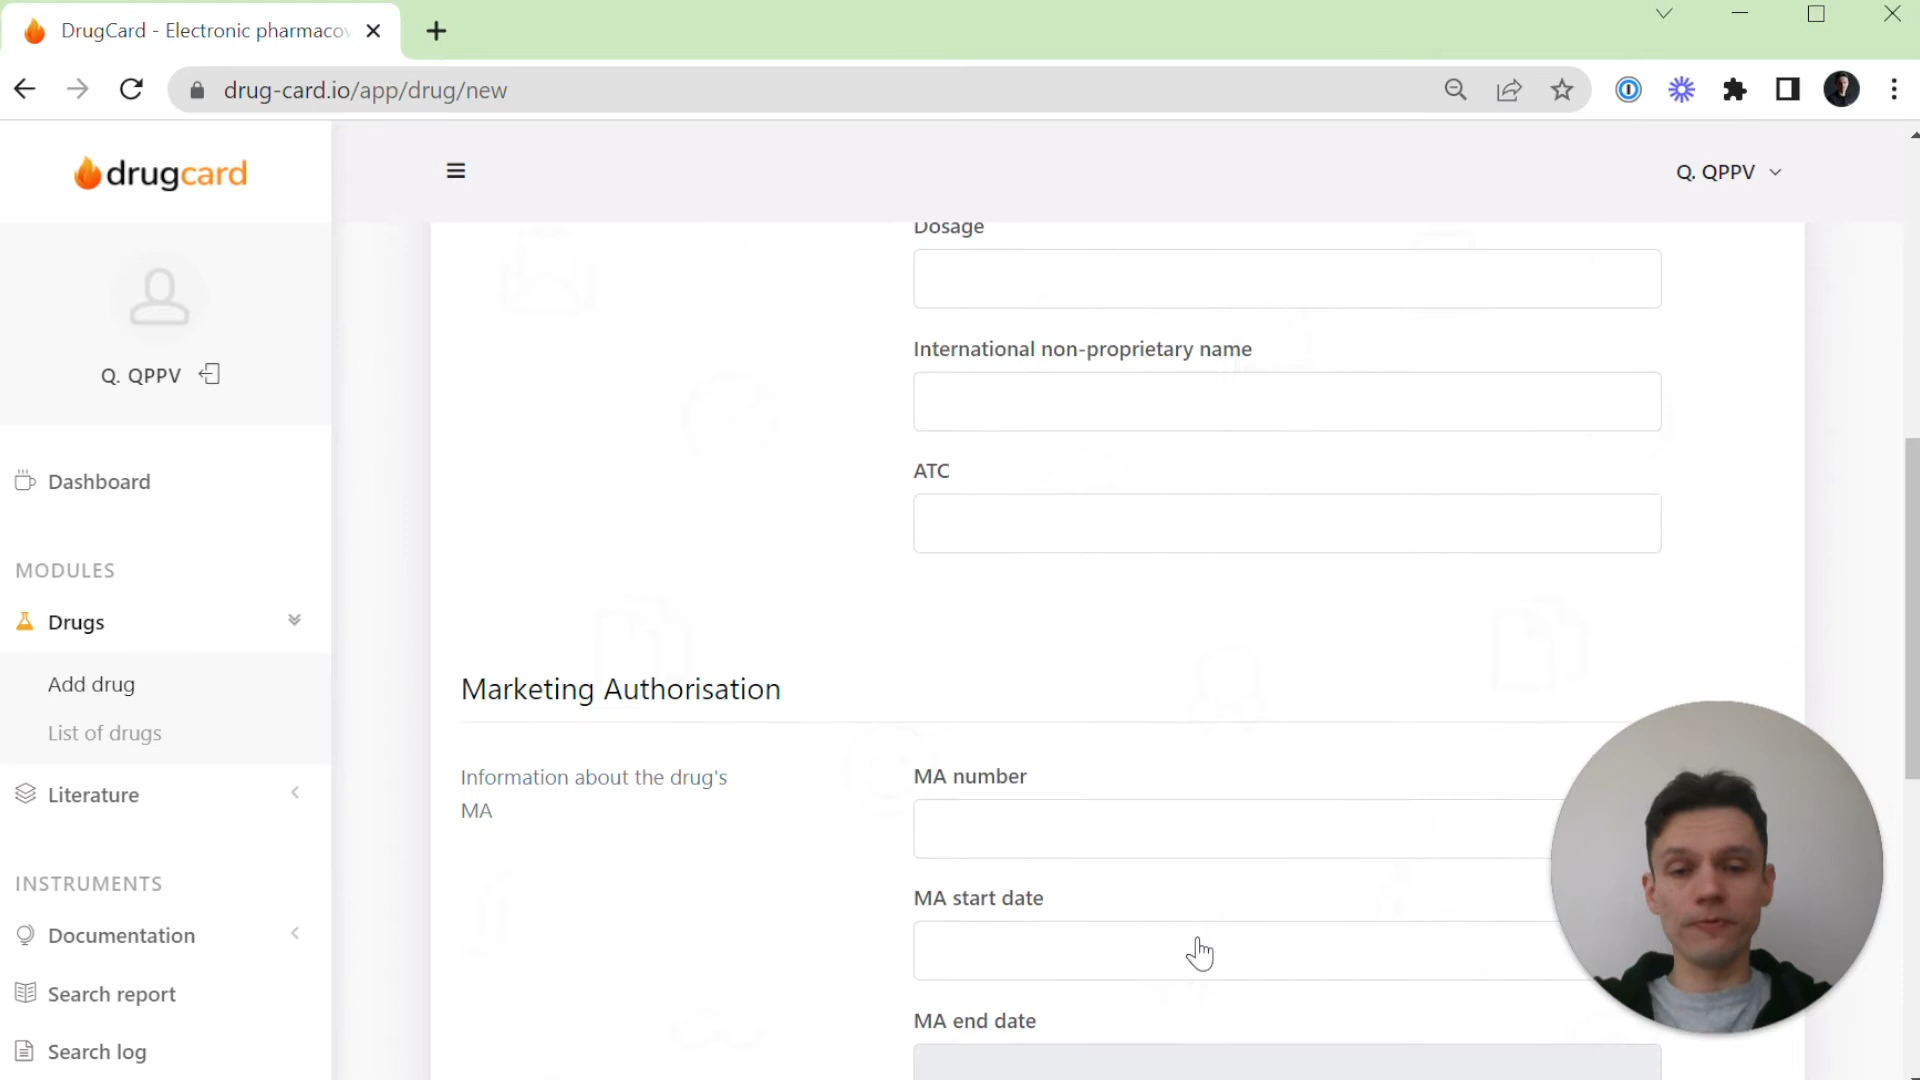 DrugCard - Electronic pharmacov
drug-card.io/app/drug/new
drugcard
Q. QPPV
Q. QPPV
Dashboard
MODULES
Drugs
Add drug
List of drugs
Literature
INSTRUMENTS
Documentation
Search report
Search log
Dosage
International non-proprietary name
ATC
Marketing Authorisation
Information about the drug's
MA
MA number
MA start date
MA end date